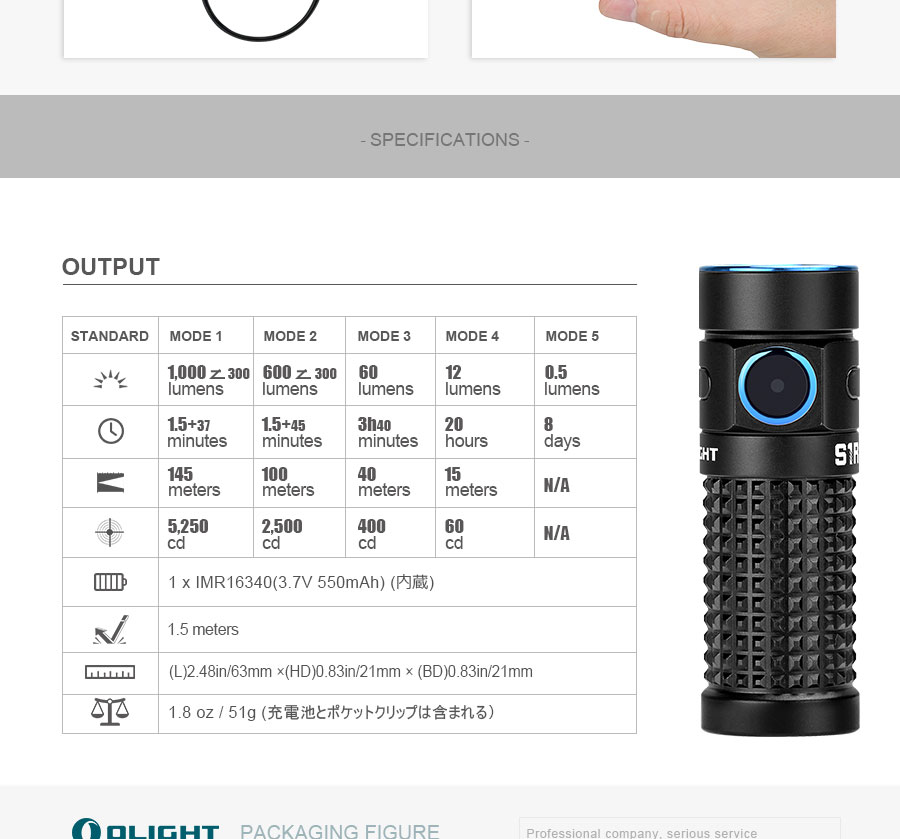 - SPECIFICATIONS -
OUTPUT
STANDARD MODE 1 MODE 2 MODE 3 MODE 4 MODE 5
1,000 300 600 300 60 12 0.5
lumens lumens lumens lumens lumens
1.5+37 1.5+45 3h40 20 8
minutes minutes minutes hours days
145 100 40 15 N/A
meters meters meters meters
5,250 2,500 400 60 N/A
cd cd cd cd
1 x IMR16340(3.7V 550mAh) (内蔵)
1.5 meters
(L)2.48in/63mm ×(HD)0.83in/21mm × (BD)0.83in/21mm
1.8 oz / 51g (充電池とポケットクリップは含まれる）
GHT S1R
OLIGHT PACKAGING FIGURE
Professional company, serious service